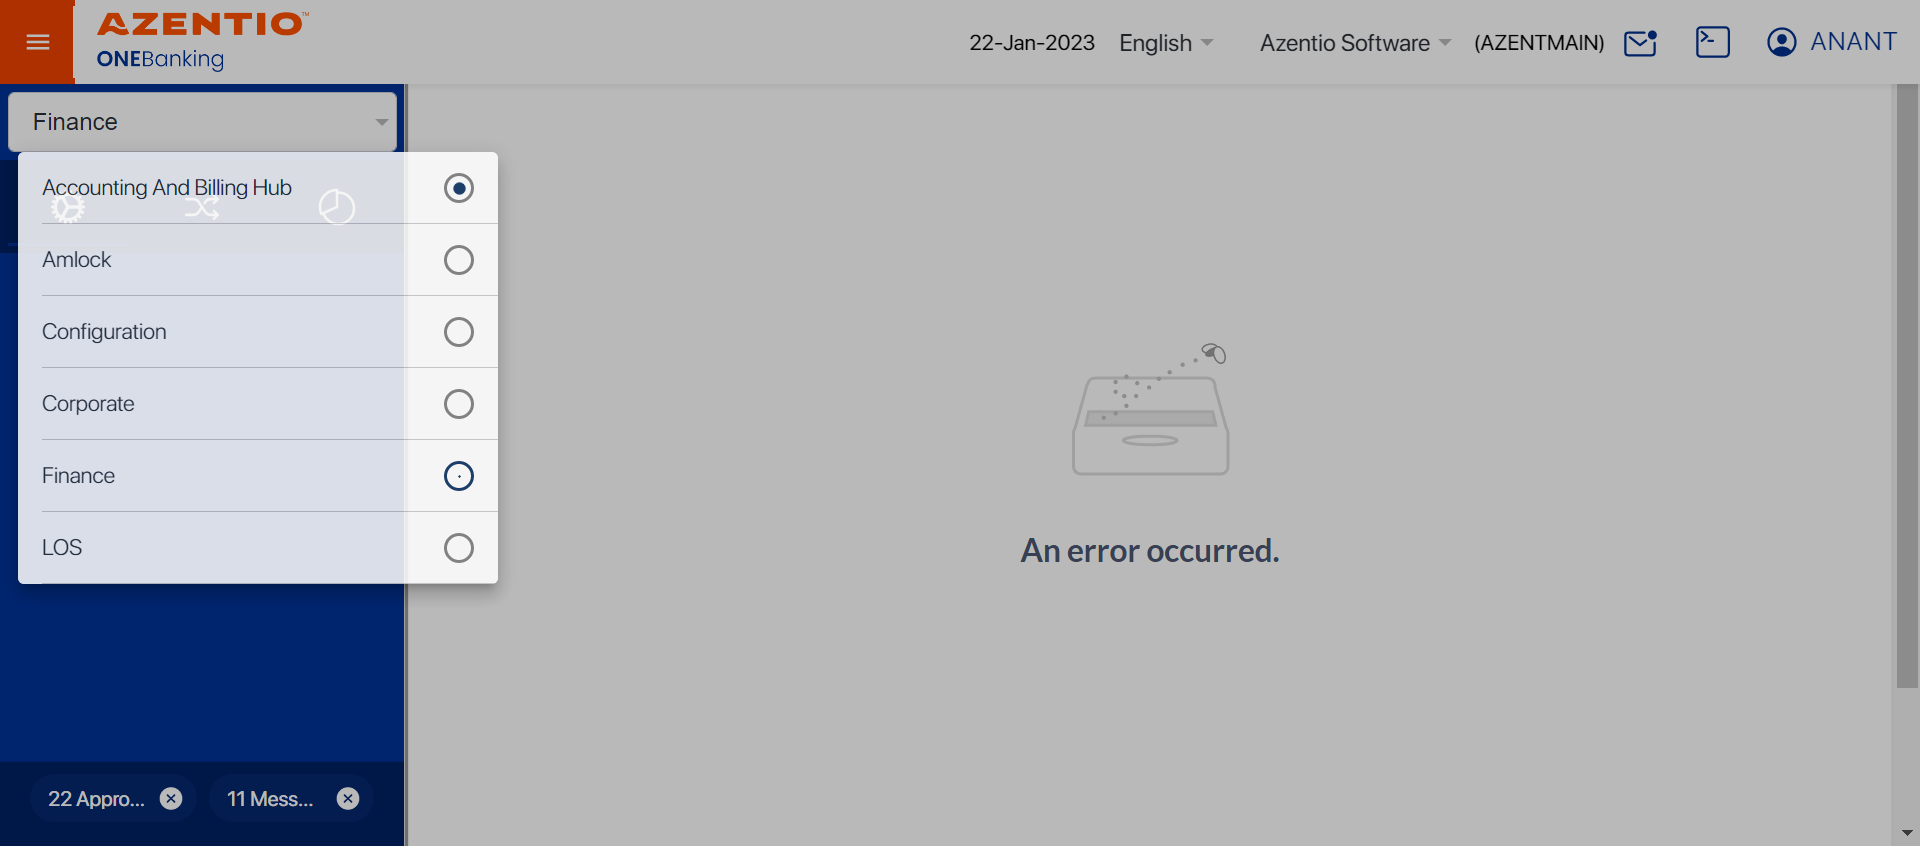 AZENTIO™
ONEBanking
22-Jan-2023
English
Azentio Software
(AZENTMAIN)
ANANT
Finance
Accounting And Billing Hub
Amlock
Configuration
Corporate
Finance
LOS
An error occurred.
22 Appro...
11 Mess...